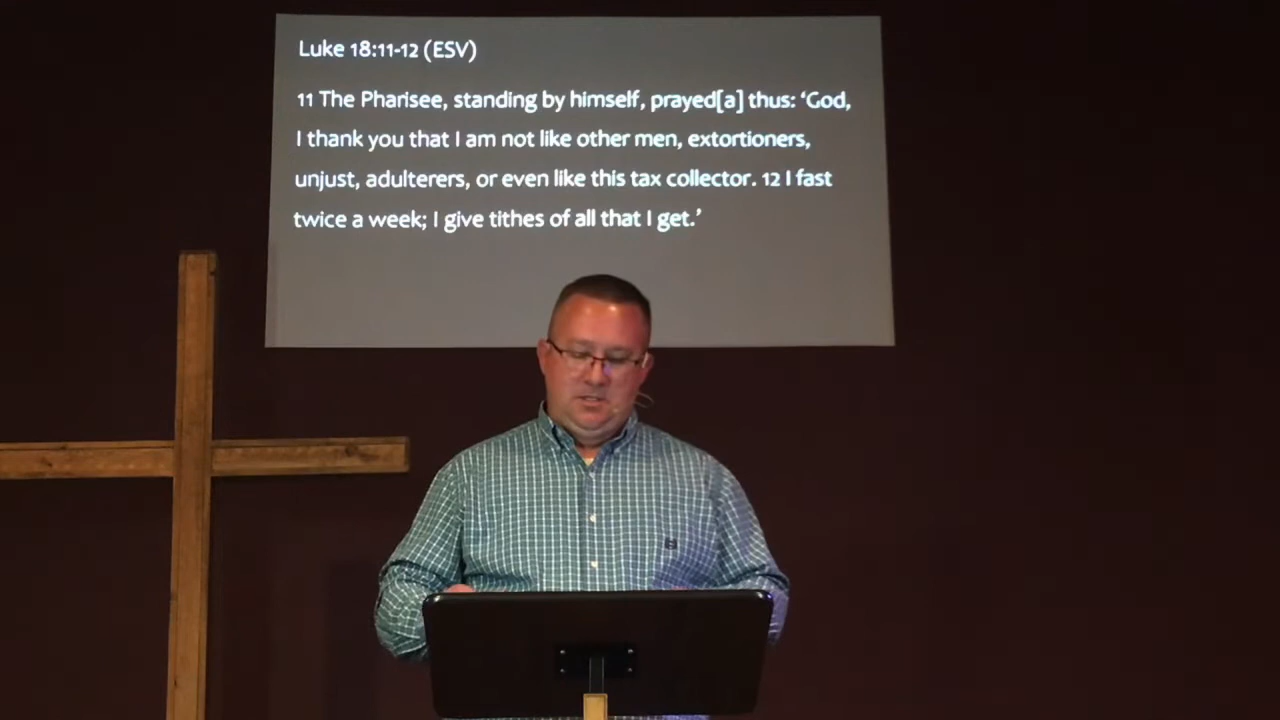 Luke 18:11-12 (ESV)
11 The Pharisee, standing by himself, prayed[a] thus: ‘God,
I thank you that I am not like other men, extortioners,
unjust, adulterers, or even like this tax collector. 12 I fast
twice a week; I give tithes of all that I get.’